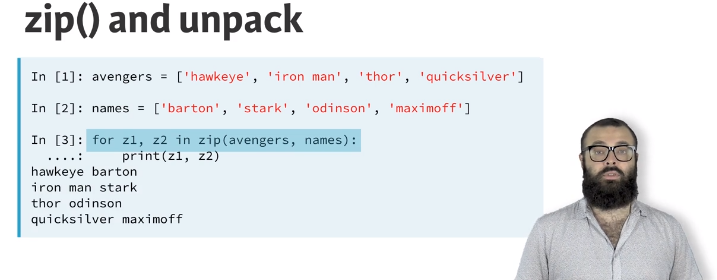 zip() and unpack
In [1]: avengers = ['hawkeye', 'iron man', 'thor', 'quicksilver']
In [2]: names = ['barton', 'stark', 'odinson', 'maximoff']
In [3]: for z1, z2 in zip(avengers, names):
....:     print(z1, z2)
hawkeye barton
iron man stark
thor odinson
quicksilver maximoff